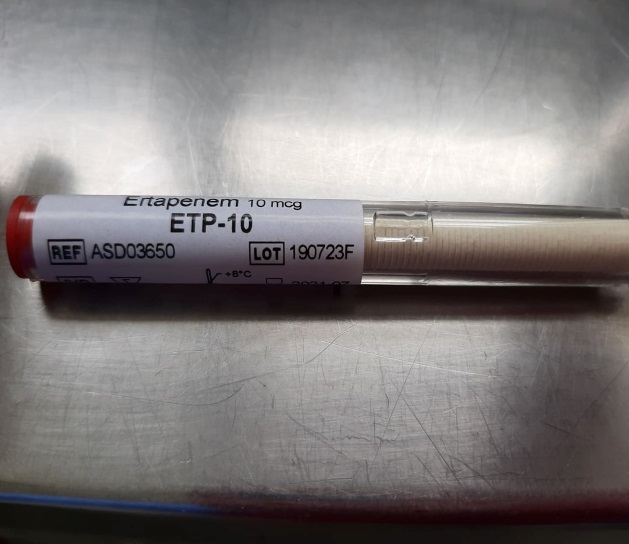 Ertapenem 10 mcg
ETP-10
REF ASD03650 LOT 190723F
+8°C